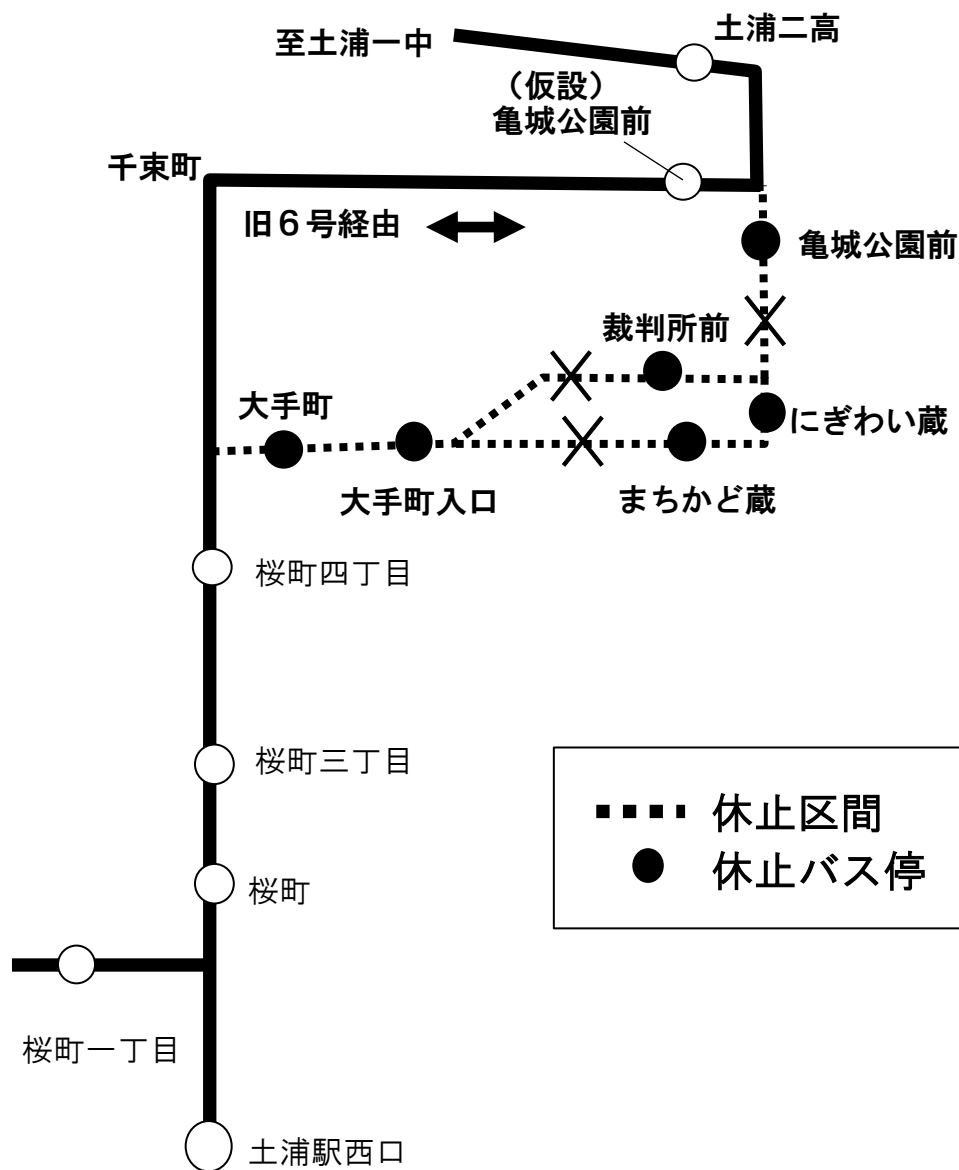 土浦二高
至土浦一中
（仮設）
亀城公園前
千束町
旧６号経由
亀城公園前
裁判所前
大手町
にぎわい蔵
大手町入口
まちかど蔵
桜町四丁目
桜町三丁目
休止区間
休止バス停
桜町
桜町一丁目
土浦駅西口